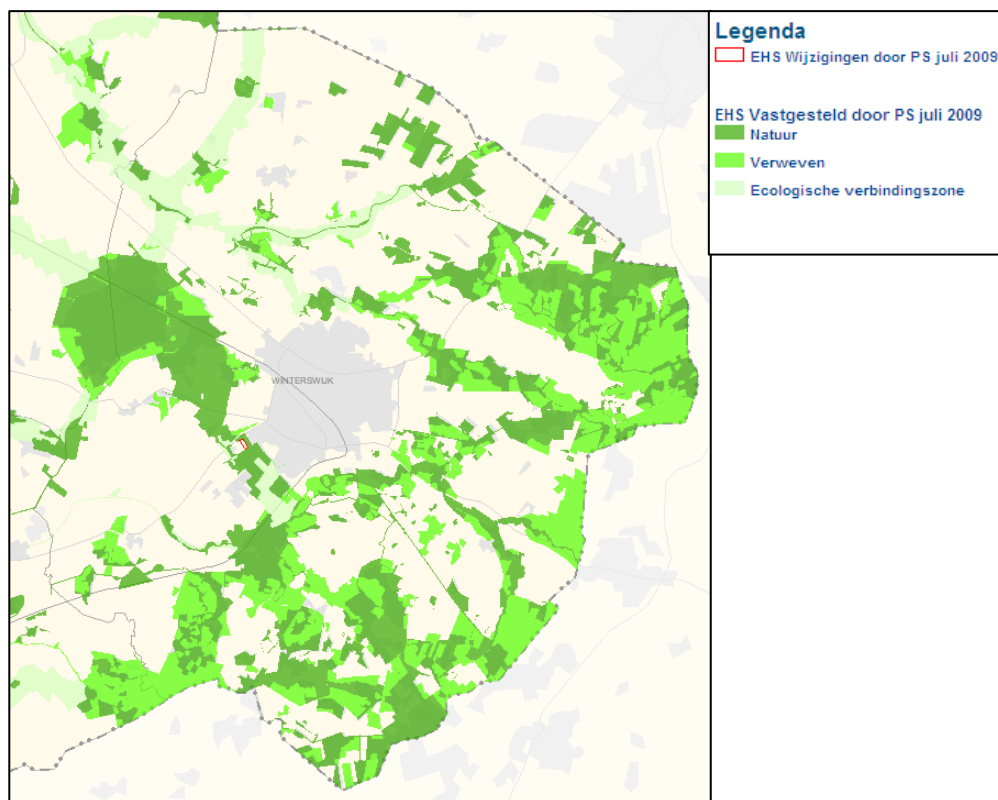 Legenda
EHS Wijzigingen door PS juli 2009
EHS Vastgesteld door PS juli 2009
Natuur
Verweven
Ecologische verbindingszone
WINTERSWIJK